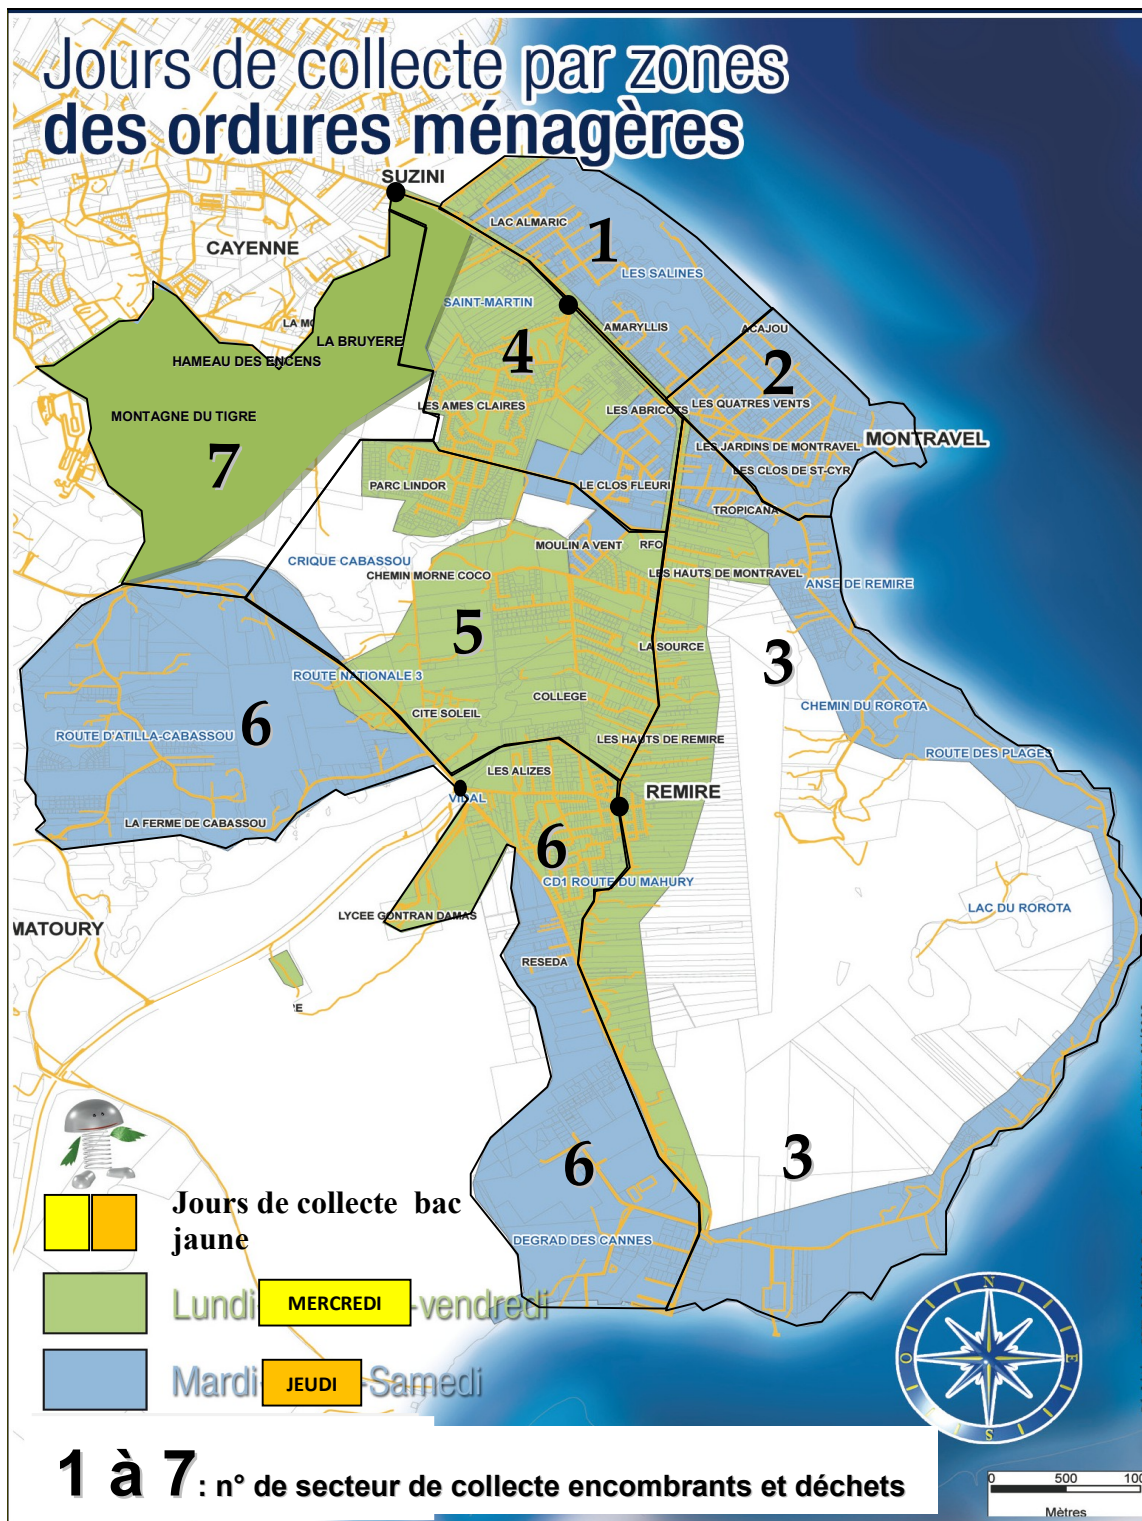 Jours de collecte par zones
des ordures ménagères
SUZINI
CAYENNE
LAC ALMARIC
1
LES SALINES
SAINT-MARTIN
LA BRUYERE
AMARYLLIS
ACAJOU
HAMEAU DES ENCENS
4
2
MONTAGNE DU TIGRE
LES AMES CLAIRES
LES ABRICOTS
LES QUATRES VENTS
MONTRAVEL
7
LES JARDINS DE MONTRAVEL
LES CLOS DE ST-CYR
PARC LINDOR
LE CLOS FLEURI
TROPICANA
MOULIN A VENT
RFO
CRIQUE CABASSOU
CHEMIN MORNE COCO
LES HAUTS DE MONTRAVEL
ANSE DE REMIRE
5
LA SOURCE
3
ROUTE NATIONALE 3
COLLEGE
CHEMIN DU ROROTA
CITE SOLEIL
6
ROUTE D'ATILLA-CABASSOU
LES HAUTS DE REMIRE
ROUTE DES PLAGES
LES ALIZES
VIDAL
REMIRE
LA FERME DE CABASSOU
6
CD1 ROUTE DU MAHURY
LYCEE GONTRAN DAMAS
LAC DU ROROTA
MATOURY
RESEDA
6
3
DEGRAD DES CANNES
Jours de collecte bac
jaune
Lundi- MERCREDI -vendredi
Mardi- JEUDI -Samedi
N
E
S
O
1 à 7 : n° de secteur de collecte encombrants et déchets
0 500 100
Mètres